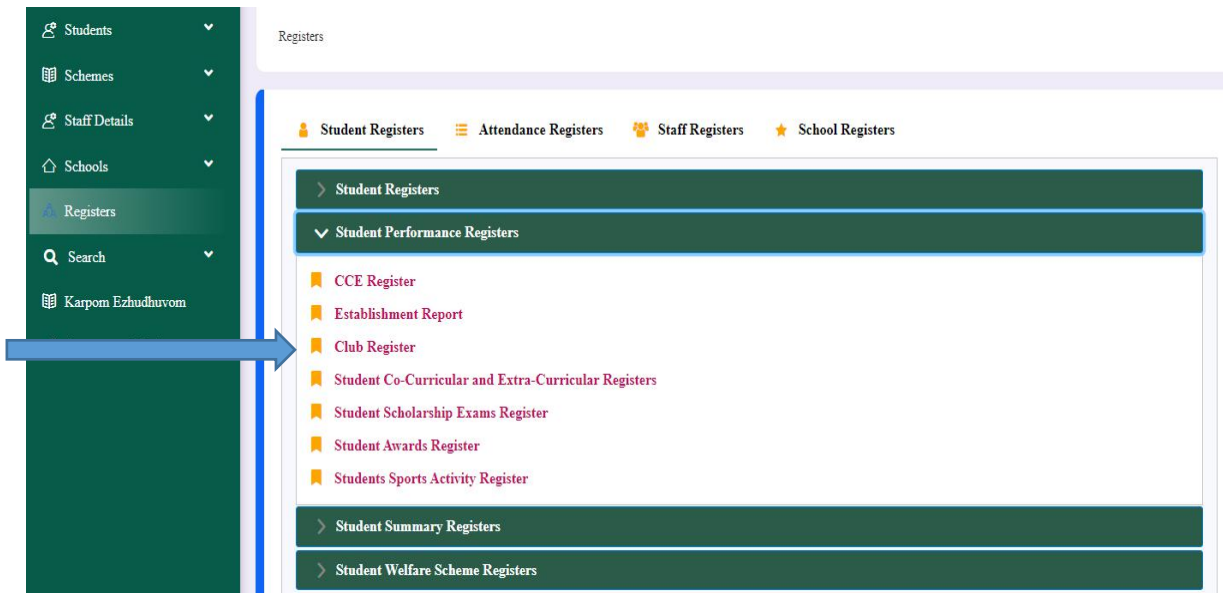 Students
Schemes
Staff Details
Schools
Registers
Search
Karpom Ezhudhuvom
Registers
Student Registers Attendance Registers Staff Registers School Registers
Student Registers
Student Performance Registers
CCE Register
Establishment Report
Club Register
Student Co-Curricular and Extra-Curricular Registers
Student Scholarship Exams Register
Student Awards Register
Students Sports Activity Register
Student Summary Registers
Student Welfare Scheme Registers